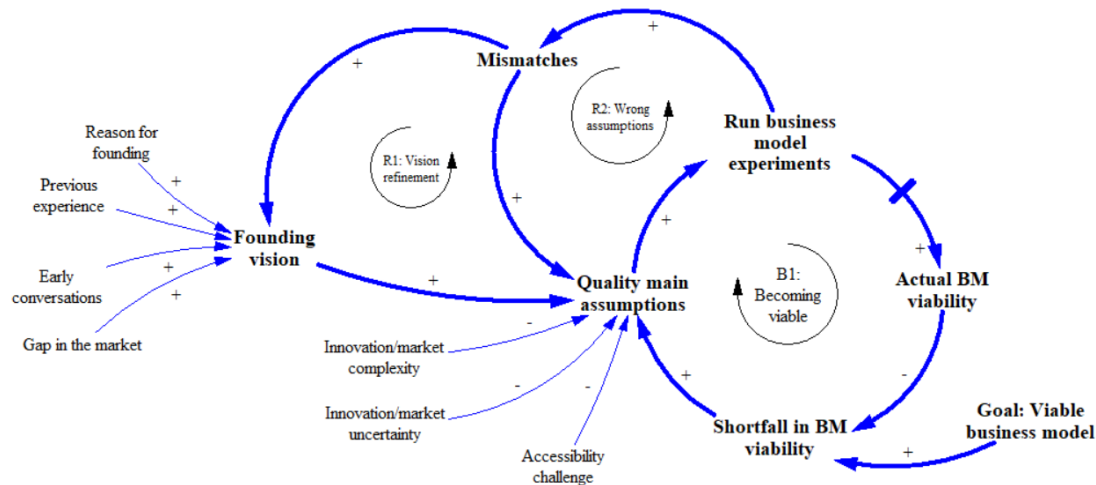 +
+
Mismatches
R2: Wrong
assumptions
Run business
model
experiments
Reason for
founding
R1: Vision
refinement
+
Previous
experience
+
+
+
Founding
vision
Early
conversations
+
+
+
+
Quality main
assumptions
B1:
Becoming
viable
Actual BM
viability
Gap in the market
Innovation/market
complexity
-
-
-
+
-
Innovation/market
uncertainty
Shortfall in BM
viability
Goal: Viable
business model
+
Accessibility
challenge